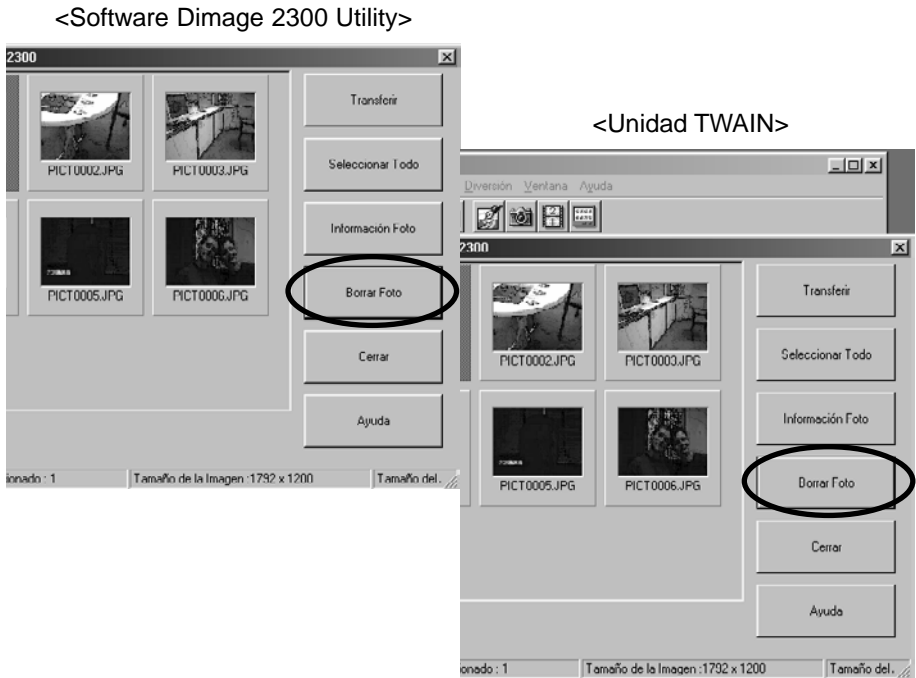 <Software Dimage 2300 Utility>
2300
Transferir
PICT0002.JPG PICT0003.JPG
Seleccionar Todo
Información Foto
PICT0005.JPG PICT0006.JPG
Borrar Foto
Cerrar
Ayuda
ionado : 1 Tamaño de la Imagen :1792 x 1200 Tamaño del.
<Unidad TWAIN>
Diversión Ventana Ayuda
2300
Transferir
PICT0002.JPG PICT0003.JPG
Seleccionar Todo
Información Foto
PICT0005.JPG PICT0006.JPG
Borrar Foto
Cerrar
Ayuda
ionado : 1 Tamaño de la Imagen :1792 x 1200 Tamaño del.